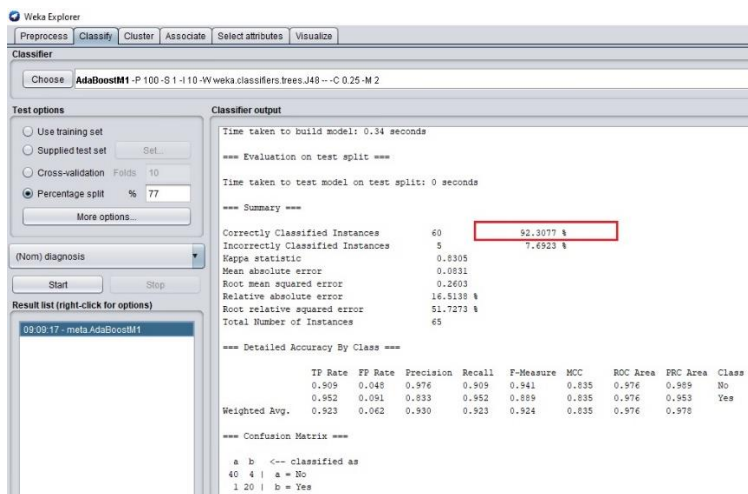 Weka Explorer
Preprocess Classify Cluster Associate Select attributes Visualize
Classifier
Choose AdaBoostM1 -P 100 -S 1 -I 10 -W weka.classifiers.trees.J48 -- -C 0.25 -M 2
Test options
Use training set
Supplied test set Set...
Cross-validation Folds 10
Percentage split % 77
More options...
(Nom) diagnosis
Start Stop
Result list (right-click for options)
09:09:17 - meta.AdaBoostM1
Classifier output
Time taken to build model: 0.34 seconds
=== Evaluation on test split ===
Time taken to test model on test split: 0 seconds
=== Summary ===
Correctly Classified Instances 60 92.3077 %
Incorrectly Classified Instances 5 7.6923 %
Kappa statistic 0.8305
Mean absolute error 0.0831
Root mean squared error 0.2603
Relative absolute error 16.5138 %
Root relative squared error 51.7273 %
Total Number of Instances 65
=== Detailed Accuracy By Class ===
TP Rate FP Rate Precision Recall F-Measure MCC ROC Area PRC Area Class
0.909 0.048 0.976 0.909 0.941 0.835 0.976 0.989 No
0.952 0.091 0.833 0.952 0.889 0.835 0.976 0.953 Yes
Weighted Avg. 0.923 0.062 0.930 0.923 0.924 0.835 0.976 0.978
=== Confusion Matrix ===
a b <-- classified as
40 4 | a = No
1 20 | b = Yes